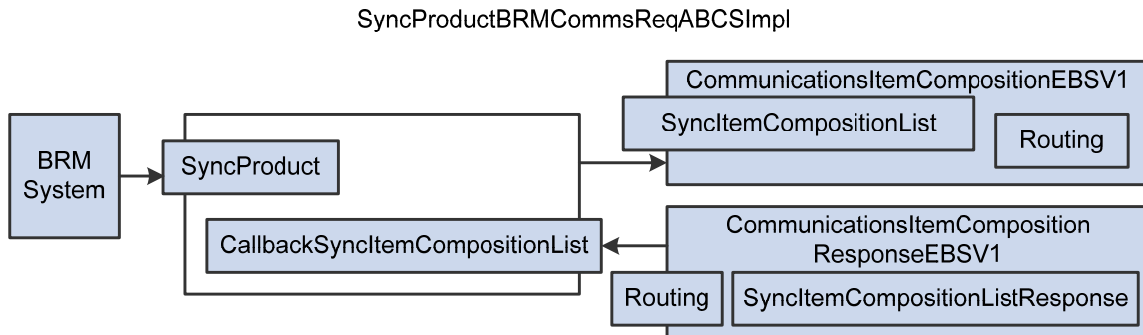 SyncProductBRMCommsReqABCSImpl
BRM
System
SyncProduct
CallbackSyncItemCompositionList
CommunicationsItemCompositionEBSV1
SyncItemCompositionList
Routing
CommunicationsItemComposition
ResponseEBSV1
Routing
SyncItemCompositionListResponse